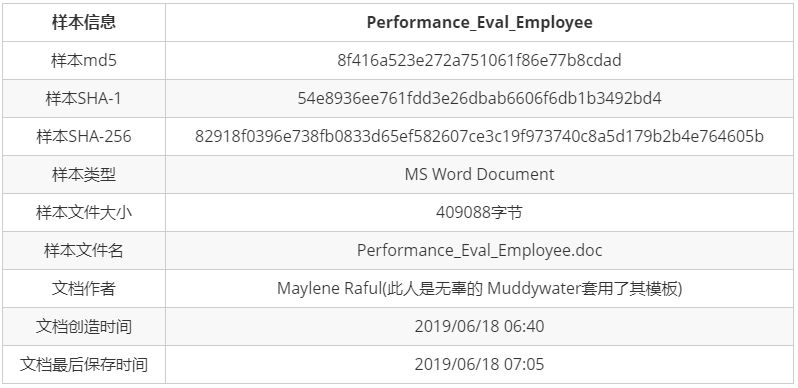 样本信息 Performance_Eval_Employee
样本md5 8f416a523e272a751061f86e77b8cdad
样本SHA-1 54e8936ee761fdd3e26dbab6606f6db1b3492bd4
样本SHA-256 82918f0396e738fb0833d65ef582607ce3c19f973740c8a5d179b2b4e764605b
样本类型 MS Word Document
样本文件大小 409088字节
样本文件名 Performance_Eval_Employee.doc
文档作者 Maylene Raful(此人是无辜的 Muddywater套用了其模板)
文档创造时间 2019/06/18 06:40
文档最后保存时间 2019/06/18 07:05